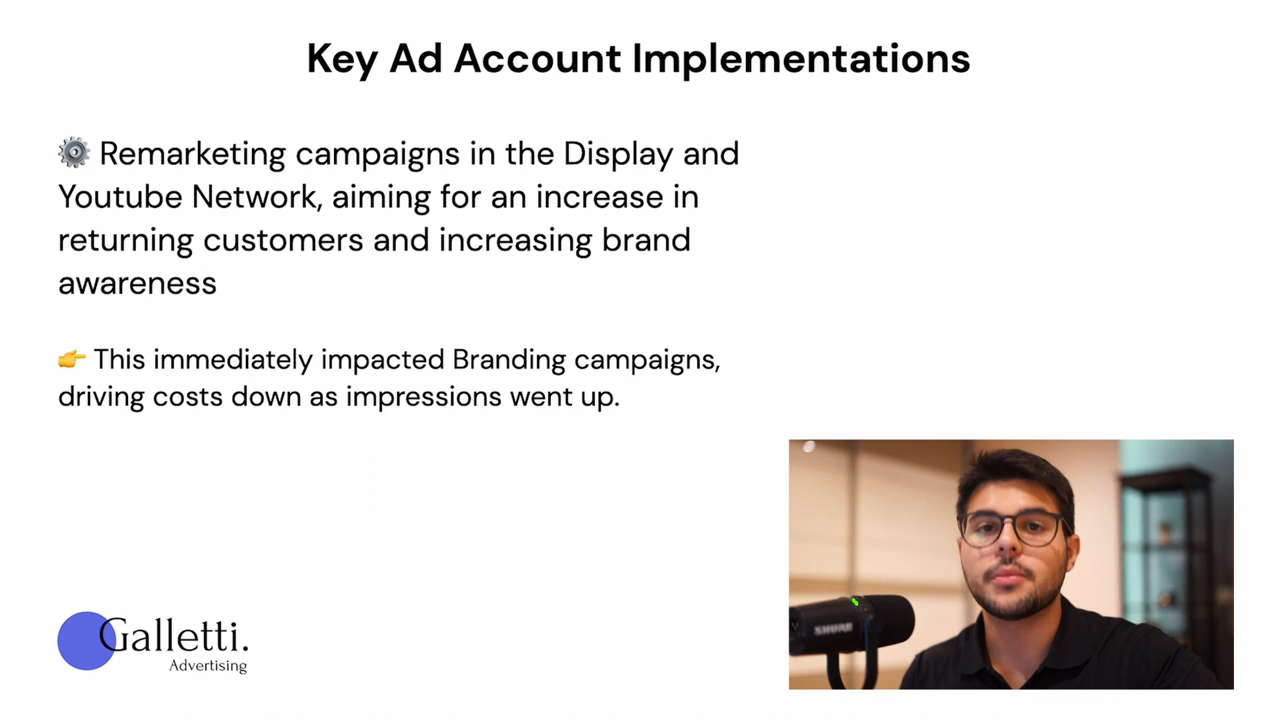 Key Ad Account Implementations
⚙️ Remarketing campaigns in the Display and
Youtube Network, aiming for an increase in
returning customers and increasing brand
awareness
👉 This immediately impacted Branding campaigns,
driving costs down as impressions went up.
SHURE
Galletti.
Advertising